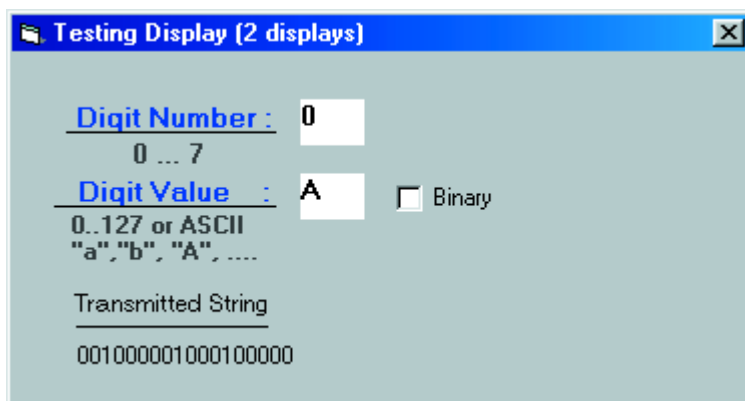 Testing Display (2 displays)
Digit Number : 0
0 ... 7
Digit Value : A Binary
0..127 or ASCII
"a","b", "A", ....
Transmitted String
001000001000100000